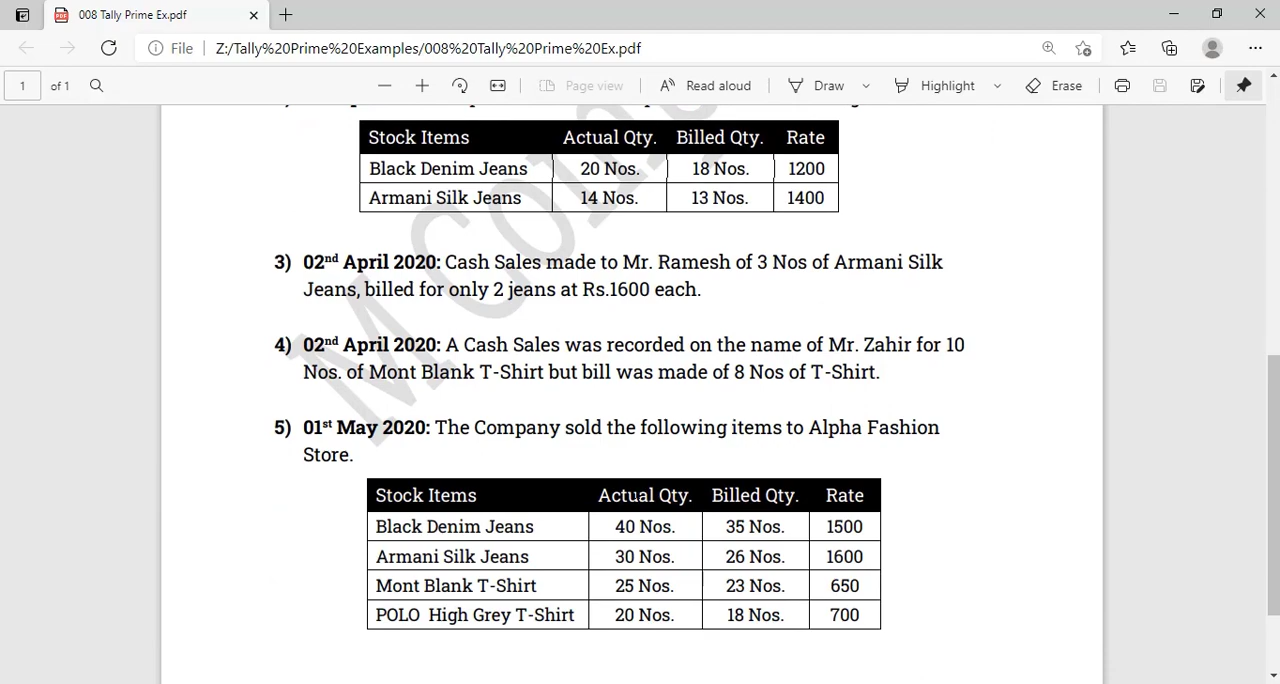 008 Tally Prime Ex.pdf
File Z:/Tally%20Prime%20Examples/008%20Tally%20Prime%20Ex.pdf
1 of 1 Page view Read aloud Draw Highlight Erase
Stock Items Actual Qty. Billed Qty. Rate
Black Denim Jeans 20 Nos. 18 Nos. 1200
Armani Silk Jeans 14 Nos. 13 Nos. 1400
3) 02nd April 2020: Cash Sales made to Mr. Ramesh of 3 Nos of Armani Silk
Jeans, billed for only 2 jeans at Rs.1600 each.
4) 02nd April 2020: A Cash Sales was recorded on the name of Mr. Zahir for 10
Nos. of Mont Blank T-Shirt but bill was made of 8 Nos of T-Shirt.
5) 01st May 2020: The Company sold the following items to Alpha Fashion
Store.
Stock Items Actual Qty. Billed Qty. Rate
Black Denim Jeans 40 Nos. 35 Nos. 1500
Armani Silk Jeans 30 Nos. 26 Nos. 1600
Mont Blank T-Shirt 25 Nos. 23 Nos. 650
POLO High Grey T-Shirt 20 Nos. 18 Nos. 700